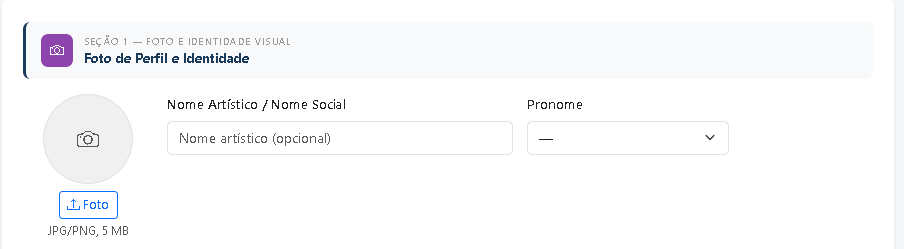 SEÇÃO 1 — FOTO E IDENTIDADE VISUAL
Foto de Perfil e Identidade
Nome Artístico / Nome Social
Pronome
Nome artístico (opcional)
—
Foto
JPG/PNG, 5 MB